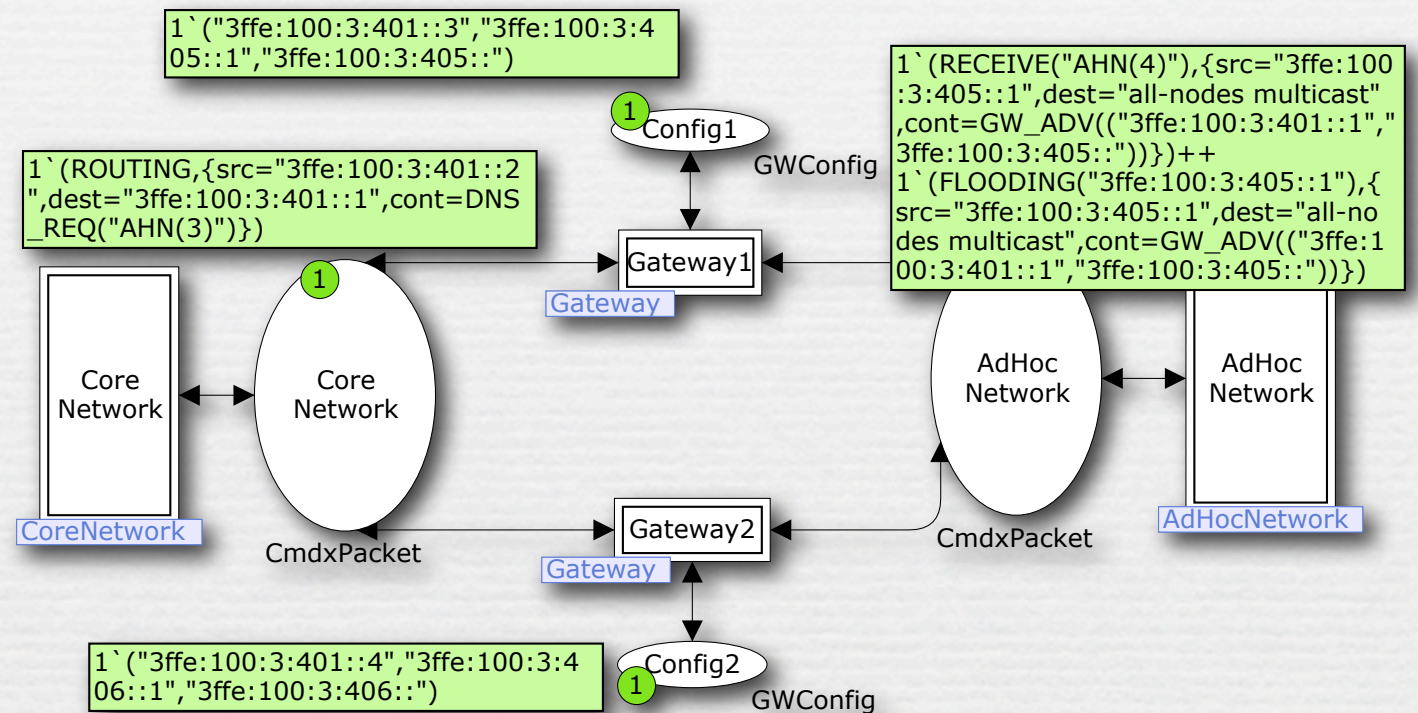 1`("3ffe:100:3:401::3","3ffe:100:3:4
05::1","3ffe:100:3:405::")
1
Config1
GWConfig
1`(RECEIVE("AHN(4)"),{src="3ffe:100
:3:405::1",dest="all-nodes multicast"
,cont=GW_ADV(("3ffe:100:3:401::1","
3ffe:100:3:405::"))})++
1`(FLOODING("3ffe:100:3:405::1"),{
src="3ffe:100:3:405::1",dest="all-no
des multicast",cont=GW_ADV(("3ffe:1
00:3:401::1","3ffe:100:3:405::"))})
1`(ROUTING,{src="3ffe:100:3:401::2
",dest="3ffe:100:3:401::1",cont=DNS
_REQ("AHN(3)")})
1
Gateway1
Gateway
Core
Network
CoreNetwork
Core
Network
CmdxPacket
AdHoc
Network
CmdxPacket
AdHoc
Network
AdHocNetwork
Gateway2
Gateway
1`("3ffe:100:3:401::4","3ffe:100:3:4
06::1","3ffe:100:3:406::")
Config2
1
GWConfig